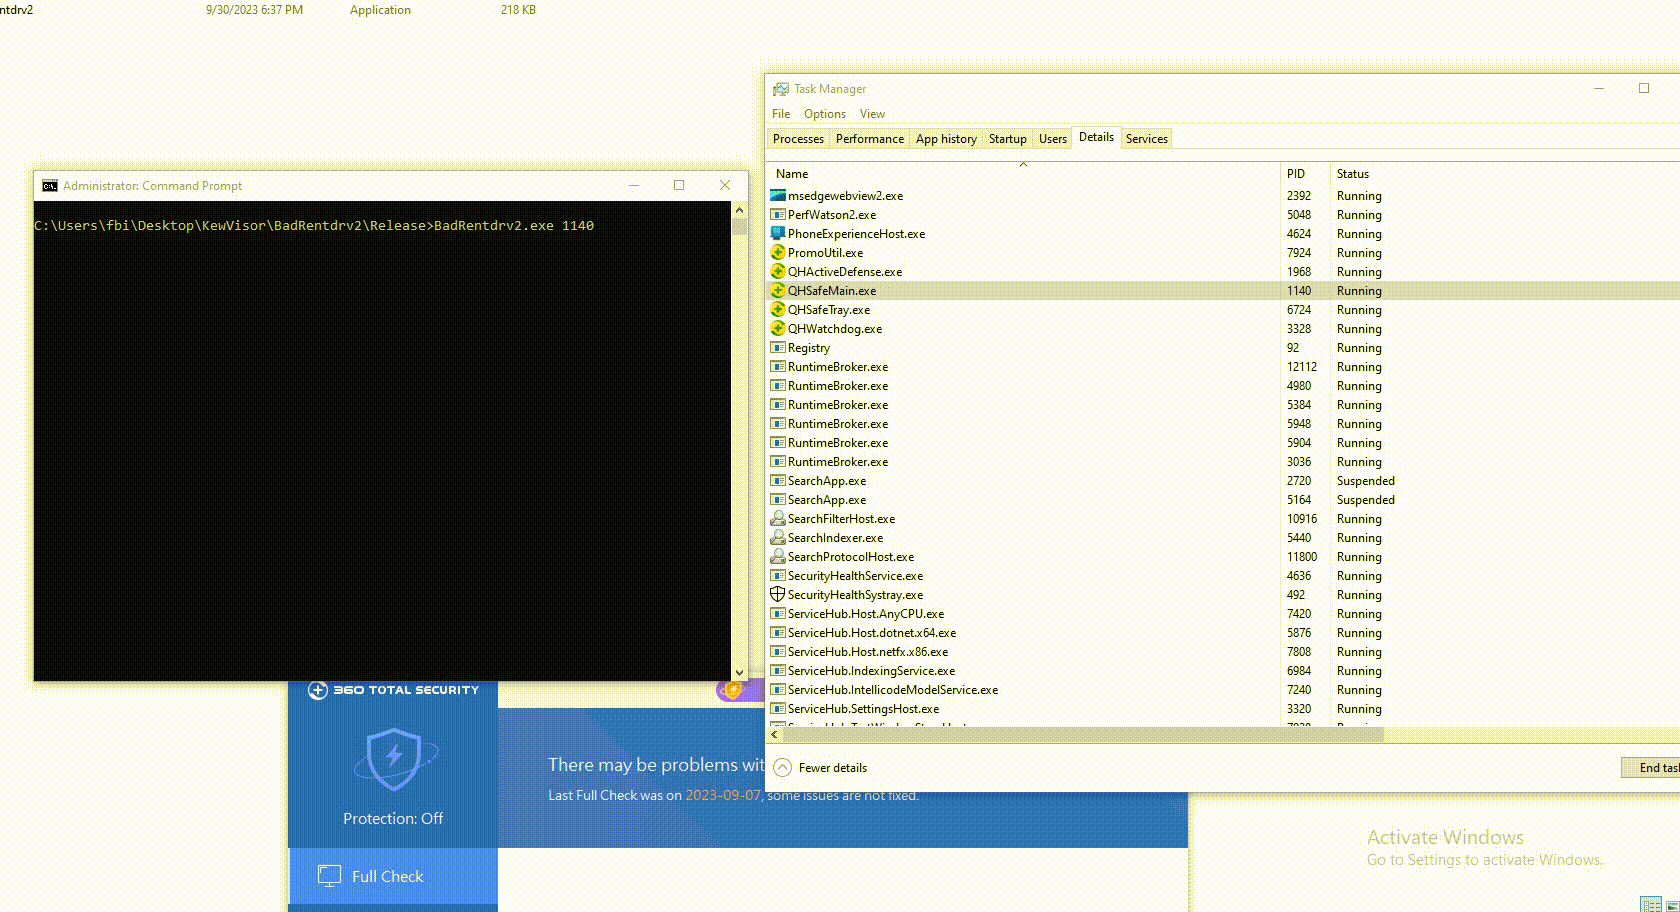 ntdrv2 9/30/2023 6:37 PM Application 218 KB
Administrator: Command Prompt
C:\Users\fbi\Desktop\KewVisor\BadRentdrv2\Release>BadRentdrv2.exe 1140
Task Manager
File Options View
Processes Performance App history Startup Users Details Services
Name PID Status
msedgewebview2.exe 2392 Running
PerfWatson2.exe 5048 Running
PhoneExperienceHost.exe 4624 Running
PromoUtil.exe 7924 Running
QHActiveDefense.exe 1968 Running
QHSafeMain.exe 1140 Running
QHSafeTray.exe 6724 Running
QHWatchdog.exe 3328 Running
Registry 92 Running
RuntimeBroker.exe 12112 Running
RuntimeBroker.exe 4980 Running
RuntimeBroker.exe 5384 Running
RuntimeBroker.exe 5948 Running
RuntimeBroker.exe 5904 Running
RuntimeBroker.exe 3036 Running
SearchApp.exe 2720 Suspended
SearchApp.exe 5164 Suspended
SearchFilterHost.exe 10916 Running
SearchIndexer.exe 5440 Running
SearchProtocolHost.exe 11800 Running
SecurityHealthService.exe 4636 Running
SecurityHealthSystray.exe 492 Running
ServiceHub.Host.AnyCPU.exe 7420 Running
ServiceHub.Host.dotnet.x64.exe 5876 Running
ServiceHub.Host.netfx.x86.exe 7808 Running
ServiceHub.IndexingService.exe 6984 Running
ServiceHub.IntellicodeModelService.exe 7240 Running
ServiceHub.SettingsHost.exe 3320 Running
Fewer details
End task
360 TOTAL SECURITY
Protection: Off
Full Check
There may be problems wit
Last Full Check was on 2023-09-07, some issues are not fixed.
Activate Windows
Go to Settings to activate Windows.